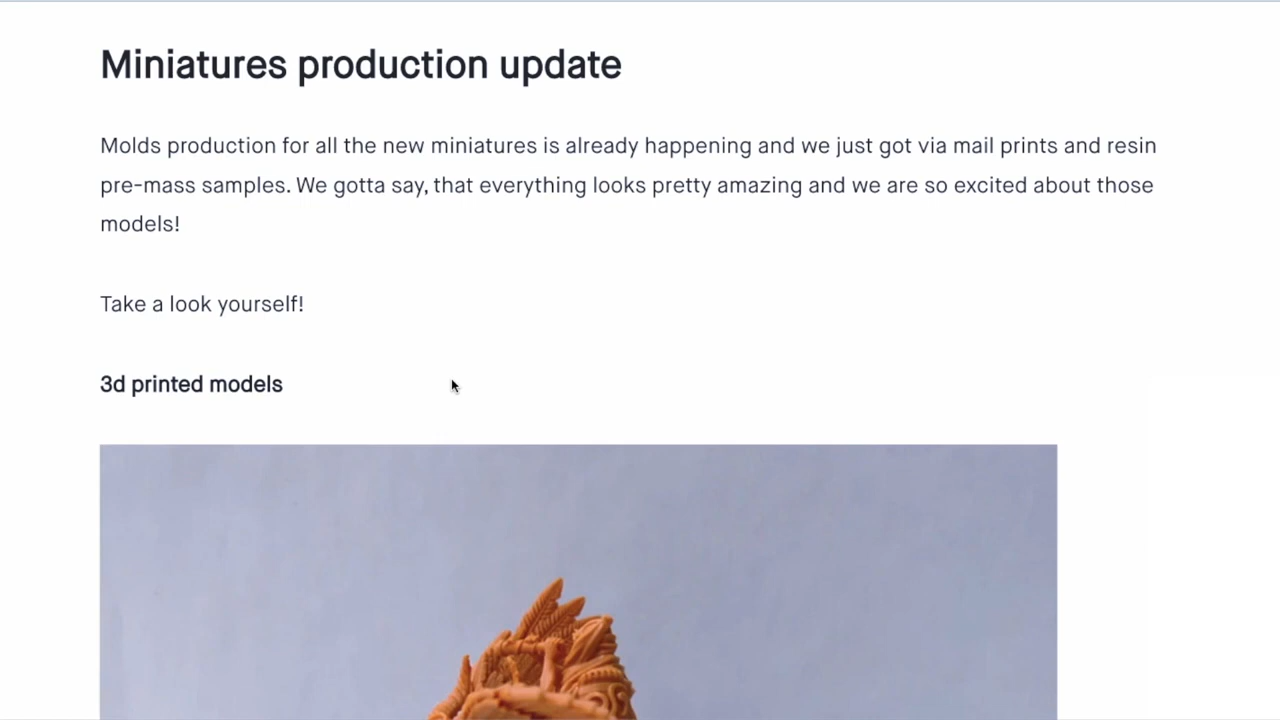 Miniatures production update
Molds production for all the new miniatures is already happening and we just got via mail prints and resin
pre-mass samples. We gotta say, that everything looks pretty amazing and we are so excited about those
models!
Take a look yourself!
3d printed models